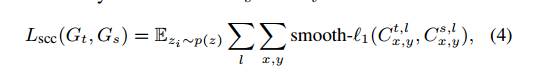 L_scc(G_t, G_s) = 𝔼_{z_i∼p(z)} ∑_l ∑_{x,y} smooth-ℓ_1(C^{t,l}_{x,y}, C^{s,l}_{x,y}), (4)